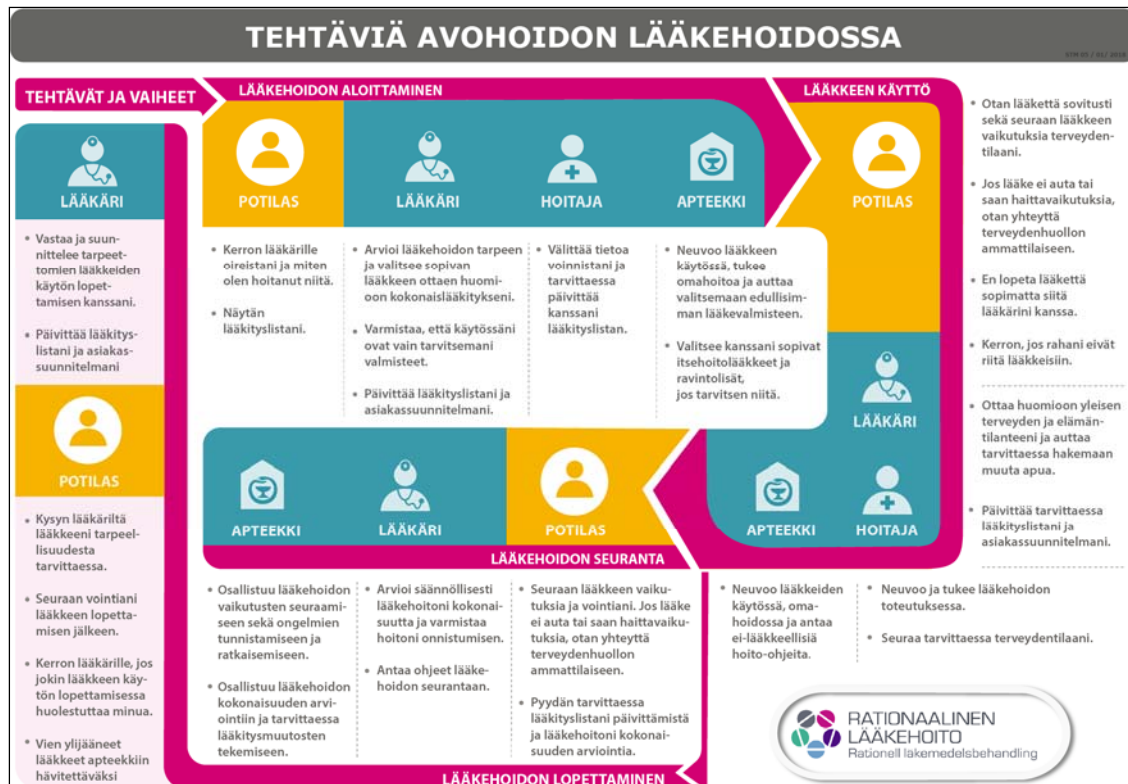 TEHTÄVIÄ AVOHOIDON LÄÄKEHOIDOSSA
TEHTÄVÄT JA VAIHEET
LÄÄKÄRI
• Vastaa ja suun-
nittelee tarpeet-
tomien lääkkeiden
käytön lopet-
tamisen kanssani.
• Päivittää lääkitys-
listani ja asiakas-
suunnitelmani
POTILAS
• Kysyn lääkäriltä
lääkkeeni tarpeel-
lisuudesta
tarvittaessa.
• Seuraan vointiani
lääkkeen lopetta-
misen jälkeen.
• Kerron lääkärille, jos
jokin lääkkeen käy-
tön lopettamisessa
huolestuttaa minua.
• Vien ylijääneet
lääkkeet apteekkiin
hävitettäväksi
LÄÄKEHOIDON ALOITTAMINEN
POTILAS
• Kerron lääkärille
oireistani ja miten
olen hoitanut niitä.
• Näytän
lääkityslistani.
LÄÄKÄRI
• Arvioi lääkehoidon tarpeen
ja valitsee sopivan
lääkkeen ottaen huomi-
oon kokonaislääkitykseni.
• Varmistaa, että käytössäni
ovat vain tarvitsemani
valmisteet.
• Päivittää lääkityslistani ja
asiakassuunnitelmani.
HOITAJA
• Välittää tietoa
voinnistani ja
tarvittaessa
päivittää
kanssani
lääkityslistan.
APTEEKKI
• Neuvoo lääkkeen
käytössä, tukee
omahoitoa ja auttaa
valitsemaan edullisim-
man lääkevalmisteen.
• Valitsee kanssani sopivat
itsehoitolääkkeet ja
ravintolisät,
jos tarvitsen niitä.
LÄÄKKEEN KÄYTTÖ
POTILAS
• Otan lääkettä sovitusti
sekä seuraan lääkkeen
vaikutuksia terveyden-
tilaani.
• Jos lääke ei auta tai
saan haittavaikutuksia,
otan yhteyttä
terveydenhuollon
ammattilaiseen.
• En lopeta lääkettä
sopimatta siitä
lääkärini kanssa.
• Kerron, jos rahani eivät
riitä lääkkeisiin.
LÄÄKÄRI
• Ottaa huomioon yleisen
terveyden ja elämän-
tilanteeni ja auttaa
tarvittaessa hakemaan
muuta apua.
• Päivittää tarvittaessa
lääkityslistani ja
asiakassuunnitelmani.
HOITAJA
• Neuvoo ja tukee lääkehoidon
toteutuksessa.
• Seuraa tarvittaessa terveydentilaani.
APTEEKKI
• Neuvoo lääkkeiden
käytössä, oma-
hoidossa ja antaa
ei-lääkkeellisiä
hoito-ohjeita.
POTILAS
LÄÄKÄRI
APTEEKKI
LÄÄKEHOIDON SEURANTA
• Seuraan lääkkeen vaiku-
tuksia ja vointiani. Jos lääke
ei auta tai saan haittavaiku-
tuksia, otan yhteyttä
terveydenhuollon
ammattilaiseen.
• Pyydän tarvittaessa
lääkityslistani päivittämistä
ja lääkehoitoni kokonai-
suuden arviointia.
• Arvioi säännöllisesti
lääkehoitoni kokonai-
suutta ja varmistaa
hoitoni onnistumisen.
• Antaa ohjeet lääke-
hoidon seurantaan.
• Osallistuu lääkehoidon
vaikutusten seuraami-
seen sekä ongelmien
tunnistamiseen ja
ratkaisemiseen.
• Osallistuu lääkehoidon
kokonaisuuden arvi-
ointiin ja tarvittaessa
lääkitysmuutosten
tekemiseen.
LÄÄKEHOIDON LOPETTAMINEN
RATIONAALINEN
LÄÄKEHOITO
Rationell läkemedelsbehandling